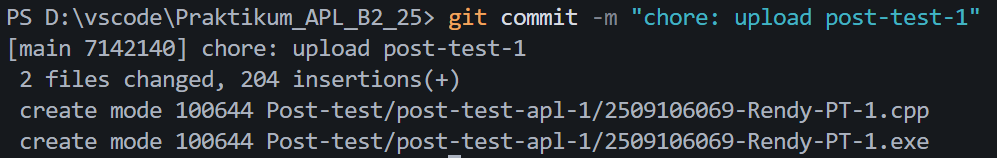 PS D:\vscode\Praktikum_APL_B2_25> git commit -m "chore: upload post-test-1"
[main 7142140] chore: upload post-test-1
 2 files changed, 204 insertions(+)
 create mode 100644 Post-test/post-test-apl-1/2509106069-Rendy-PT-1.cpp
 create mode 100644 Post-test/post-test-apl-1/2509106069-Rendy-PT-1.exe